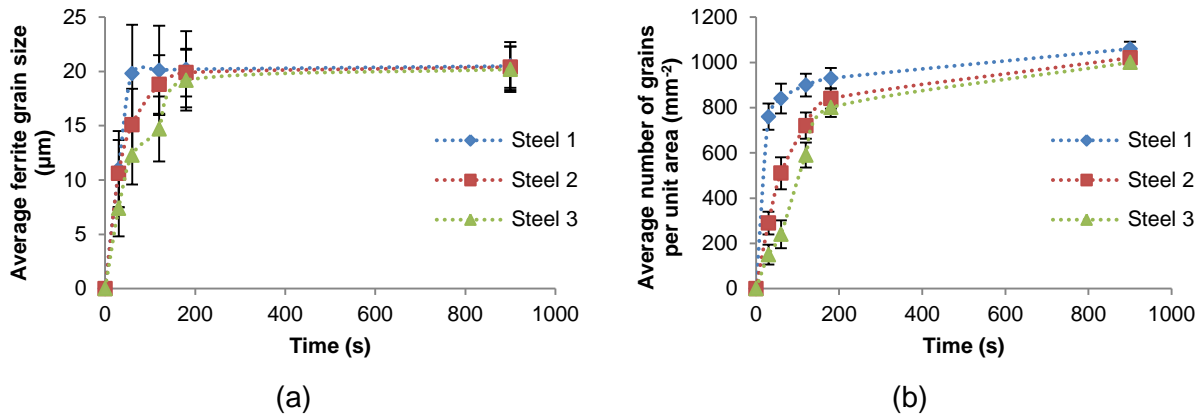 Average ferrite grain size
(µm)
25
20
15
10
5
0
0 200 400 600 800 1000
Time (s)
Steel 1
Steel 2
Steel 3
(a)
Average number of grains
per unit area (mm-2)
1200
1000
800
600
400
200
0
0 200 400 600 800 1000
Time (s)
Steel 1
Steel 2
Steel 3
(b)